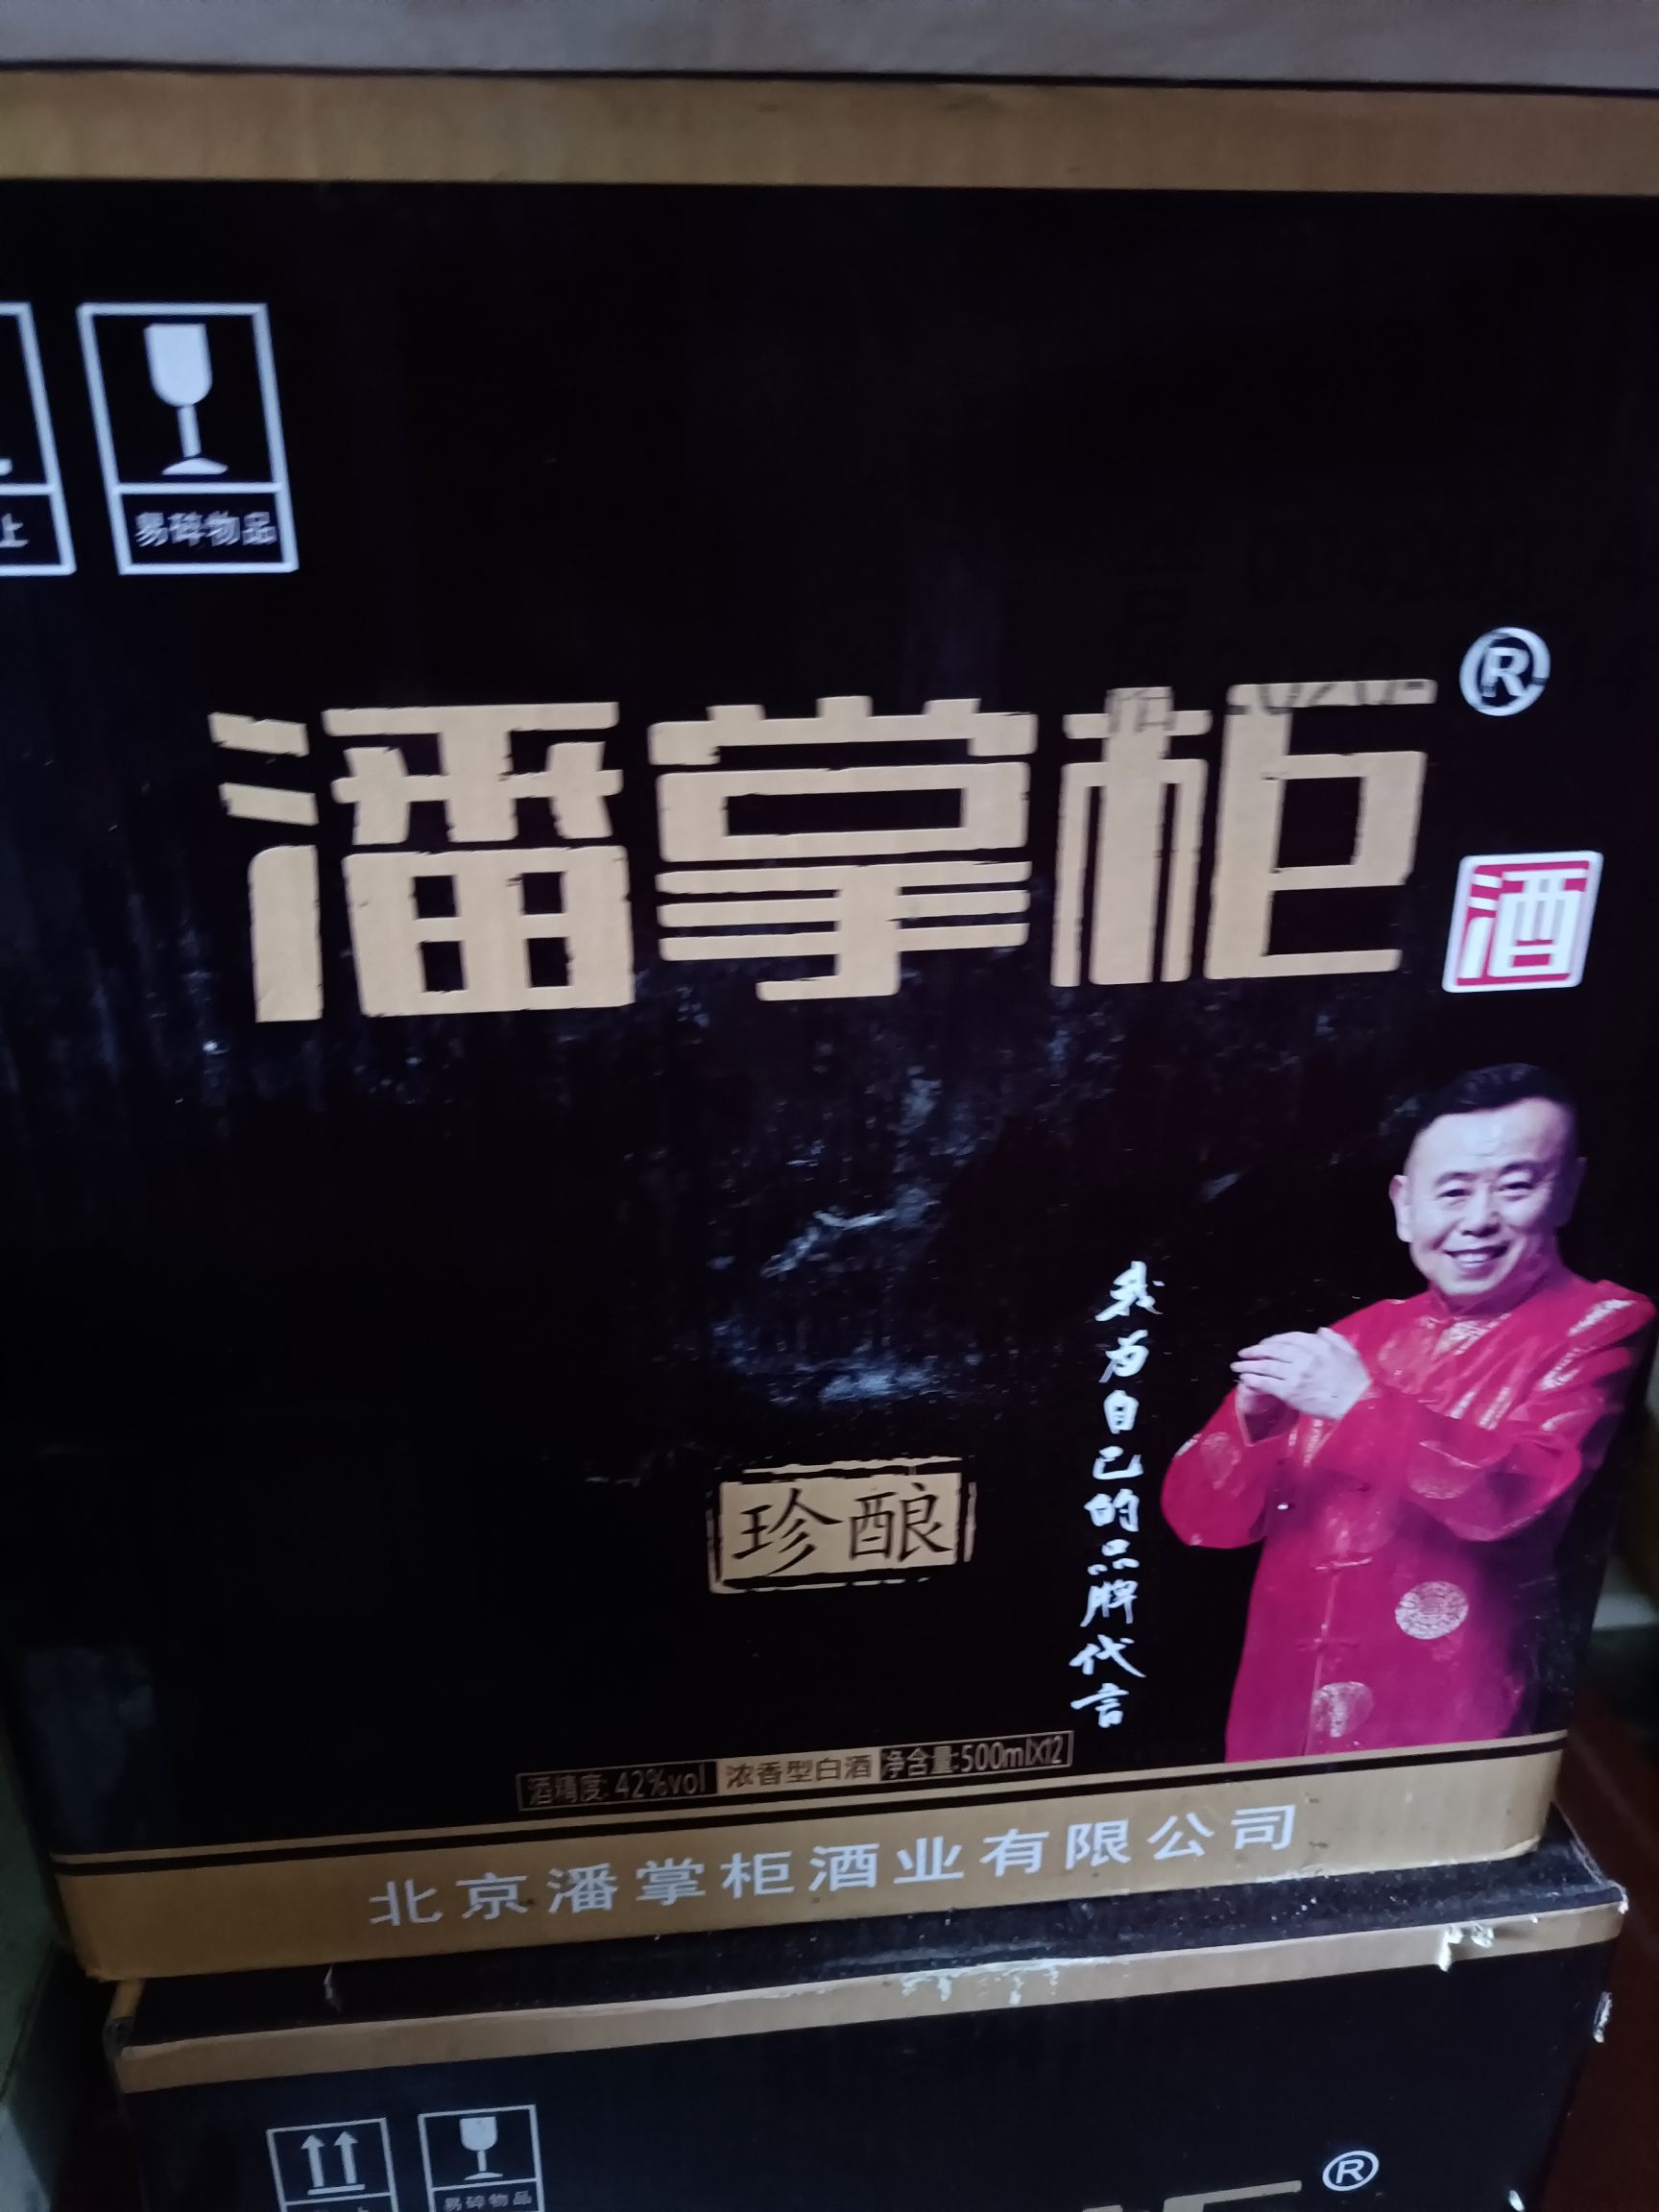 上
易碎物品
潘掌柜®
酒
我为自己的品牌代言
珍酿
酒精度: 42%vol 浓香型白酒 净含量:500mlX12
北京潘掌柜酒业有限公司
易碎物品
®